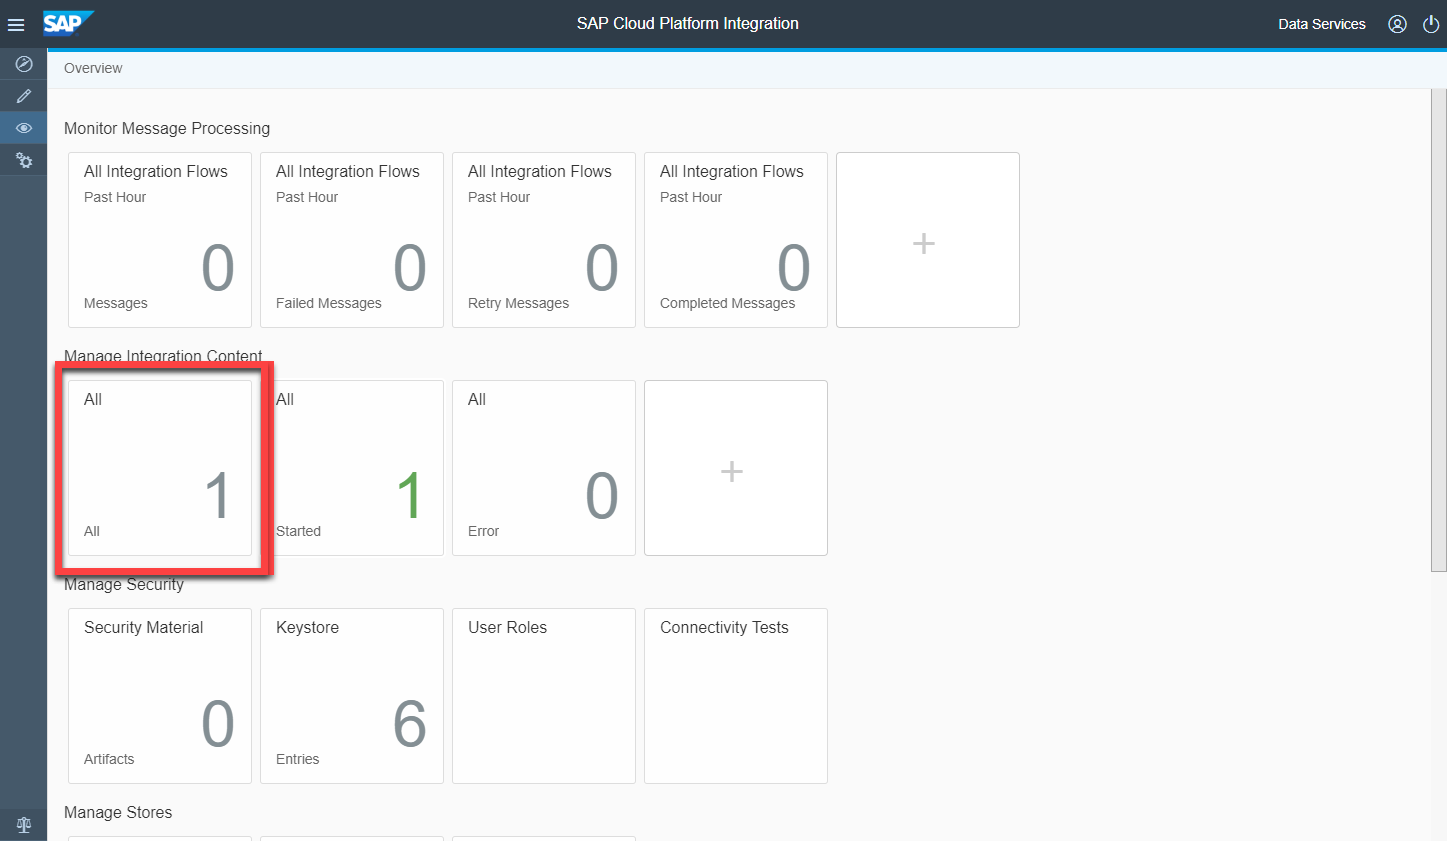 SAP
SAP Cloud Platform Integration
Data Services
Overview
Monitor Message Processing
All Integration Flows
Past Hour
0
Messages
All Integration Flows
Past Hour
0
Failed Messages
All Integration Flows
Past Hour
0
Retry Messages
All Integration Flows
Past Hour
0
Completed Messages
+
Manage Integration Content
All
1
All
All
1
Started
All
0
Error
+
Manage Security
Security Material
0
Artifacts
Keystore
6
Entries
User Roles
Connectivity Tests
Manage Stores